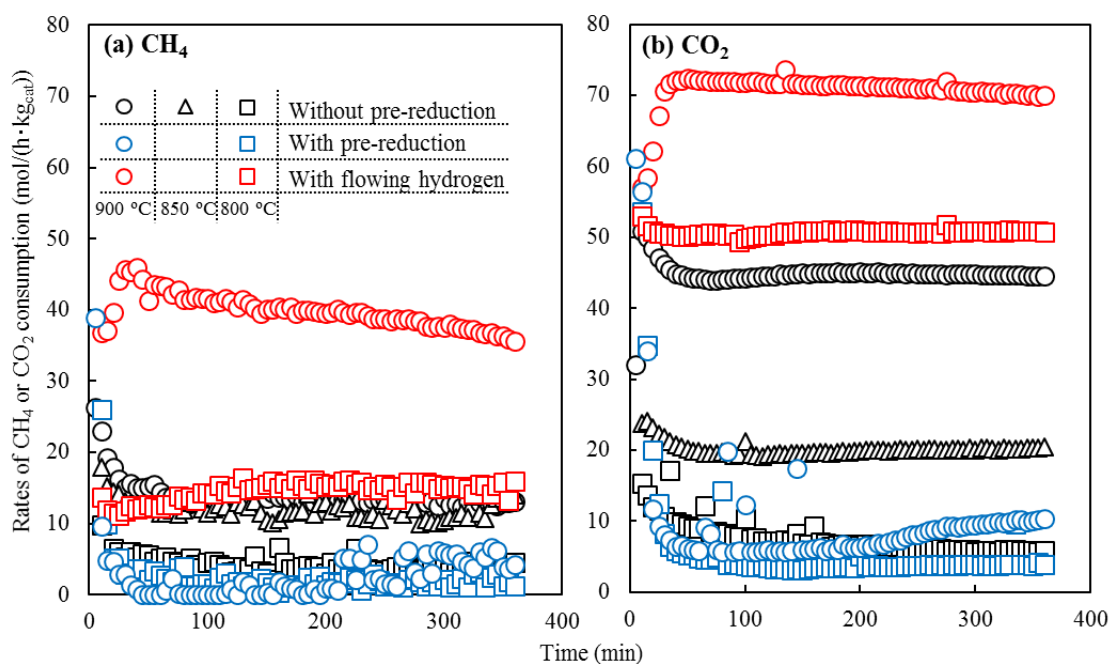 Rates of CH₄ or CO₂ consumption (mol/(h·kg_cat))
80
70
60
50
40
30
20
10
0
(a) CH₄
Without pre-reduction
With pre-reduction
With flowing hydrogen
900 °C 850 °C 800 °C
0 100 200 300 400
80
70
60
50
40
30
20
10
0
(b) CO₂
0 100 200 300 400
Time (min)